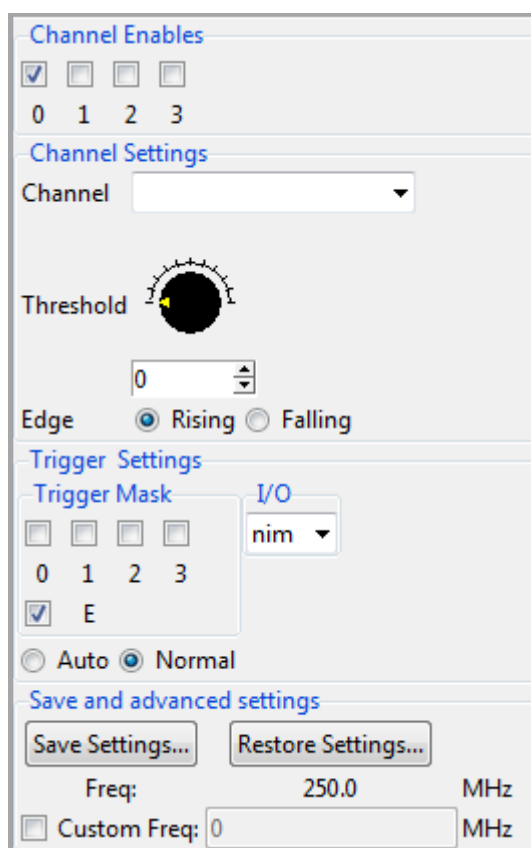 Channel Enables
0 1 2 3
Channel Settings
Channel
Threshold
0
Edge Rising Falling
Trigger Settings
Trigger Mask I/O
nim
0 1 2 3
E
Auto Normal
Save and advanced settings
Save Settings... Restore Settings...
Freq: 250.0 MHz
Custom Freq: 0 MHz